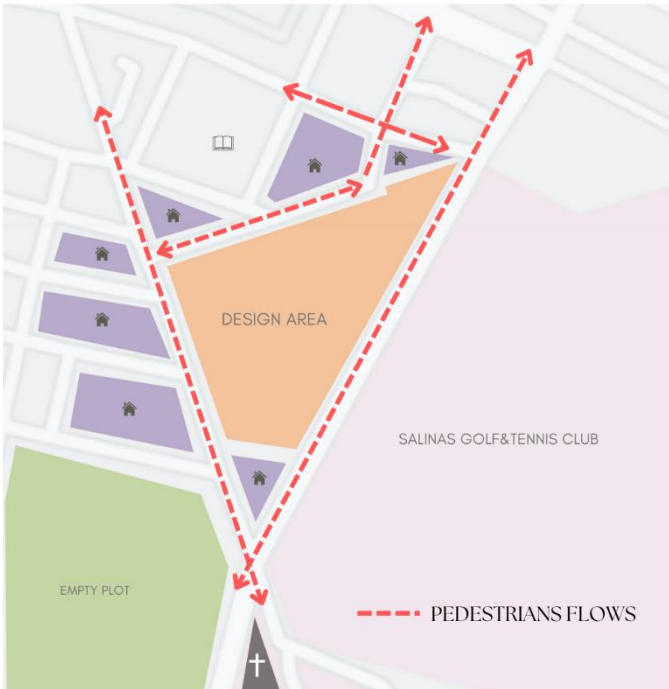 DESIGN AREA
SALINAS GOLF&TENNIS CLUB
EMPTY PLOT
PEDESTRIANS FLOWS